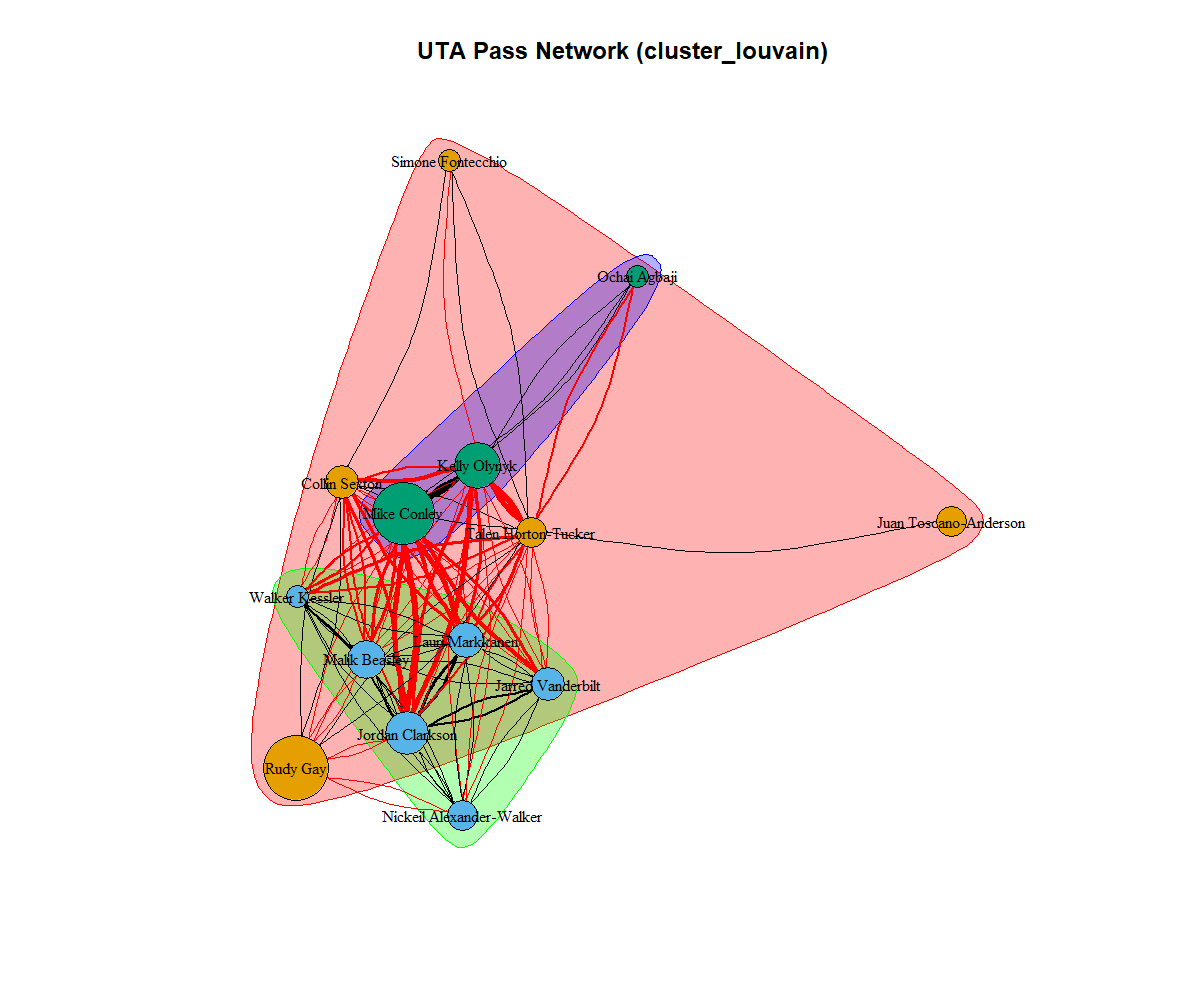 UTA Pass Network (cluster_louvain)
Simone Fontecchio
Ochai Agbaji
Kelly Olynyk
Collin Sexton
Mike Conley
Juan Toscano-Anderson
Talen Horton-Tucker
Walker Kessler
Lauri Markkanen
Malik Beasley
Jarred Vanderbilt
Jordan Clarkson
Rudy Gay
Nickeil Alexander-Walker